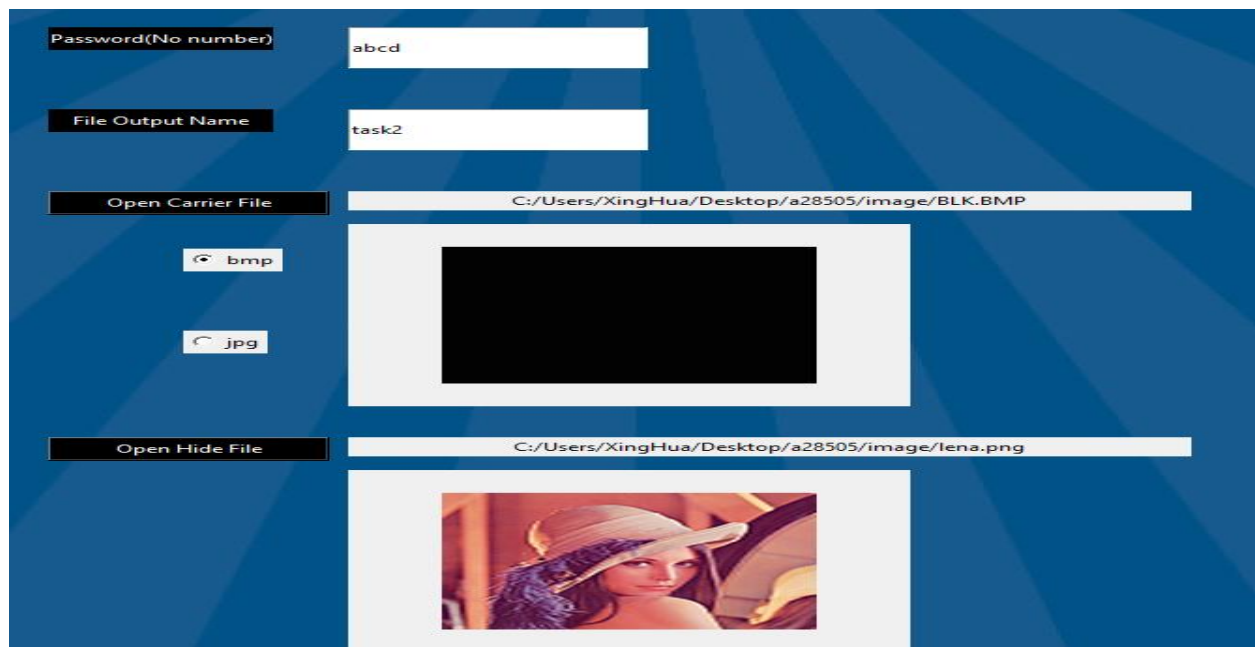 Password(No number)
abcd
File Output Name
task2
Open Carrier File
C:/Users/XingHua/Desktop/a28505/image/BLK.BMP
bmp
jpg
Open Hide File
C:/Users/XingHua/Desktop/a28505/image/lena.png